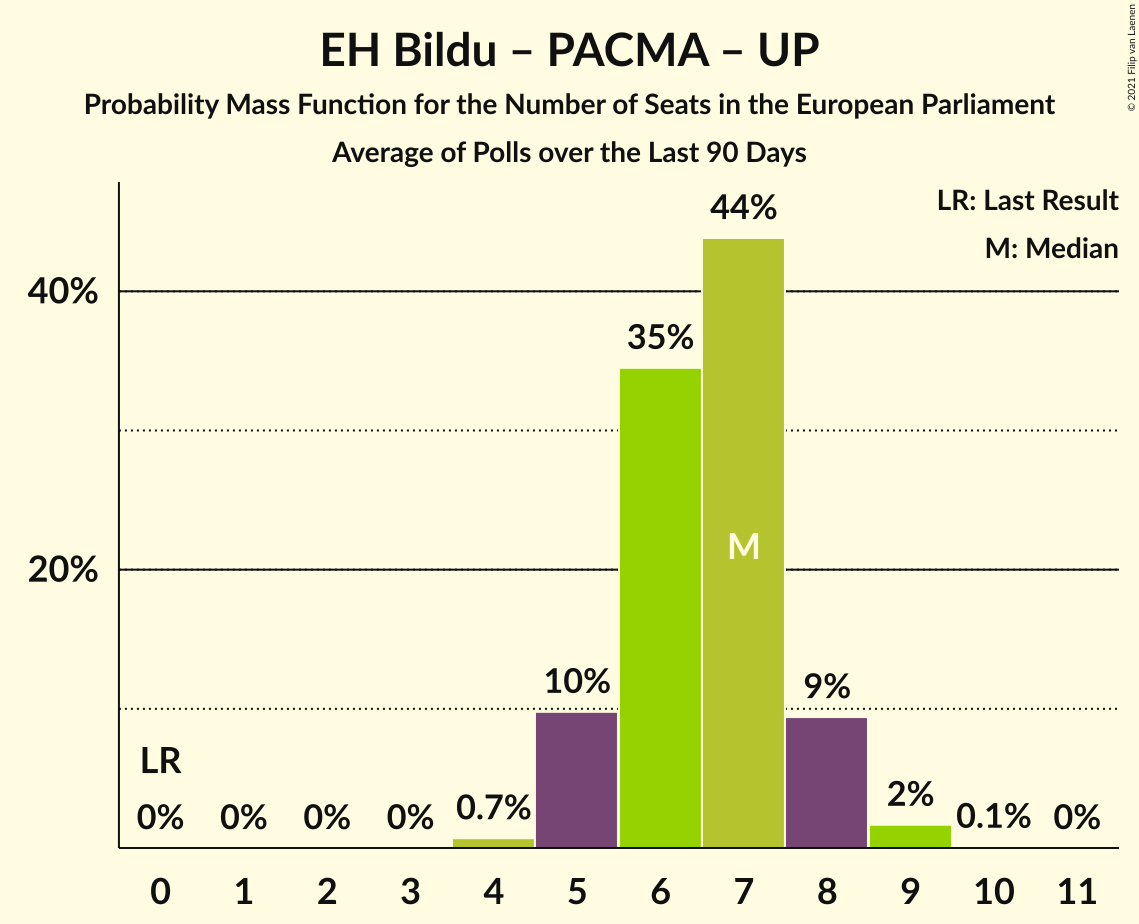 EH Bildu – PACMA – UP
Probability Mass Function for the Number of Seats in the European Parliament
Average of Polls over the Last 90 Days
© 2021 Filip van Laenen
LR: Last Result
M: Median
44%
40%
35%
M
20%
10%
9%
LR
0%
0%
0%
0%
0.7%
2%
0.1%
0%
0 1 2 3 4 5 6 7 8 9 10 11